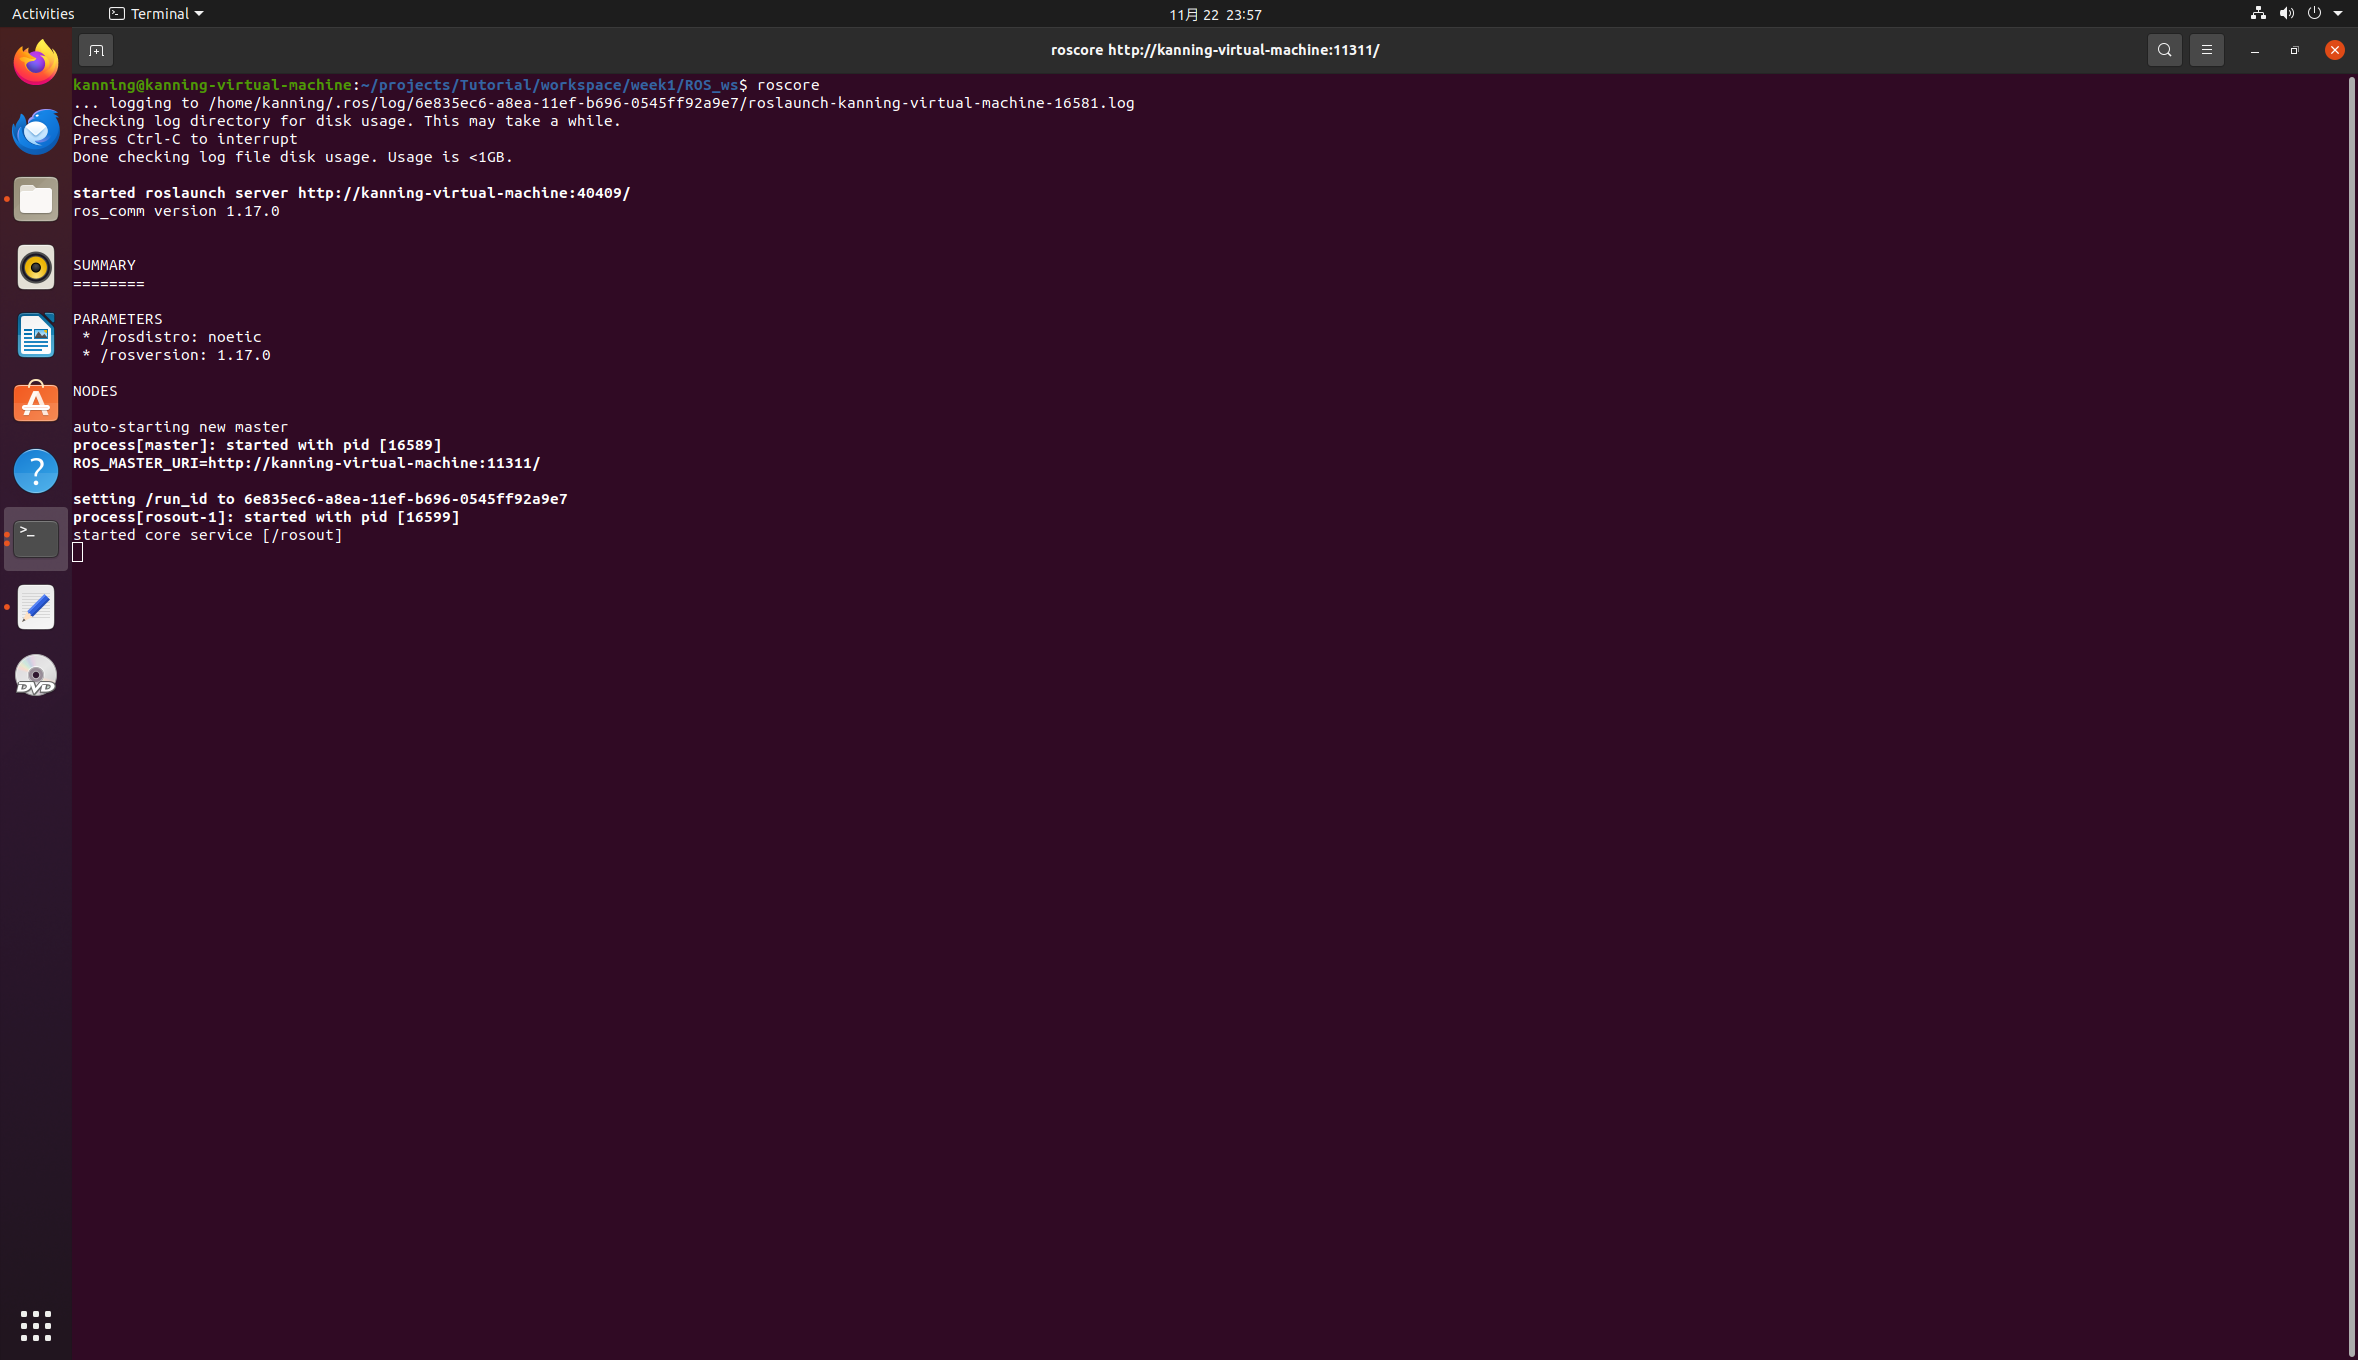 Activities
Terminal
11月 22 23:57
roscore http://kanning-virtual-machine:11311/
kanning@kanning-virtual-machine:~/projects/Tutorial/workspace/week1/ROS_ws$ roscore
... logging to /home/kanning/.ros/log/6e835ec6-a8ea-11ef-b696-0545ff92a9e7/roslaunch-kanning-virtual-machine-16581.log
Checking log directory for disk usage. This may take a while.
Press Ctrl-C to interrupt
Done checking log file disk usage. Usage is <1GB.
started roslaunch server http://kanning-virtual-machine:40409/
ros_comm version 1.17.0
SUMMARY
========
PARAMETERS
* /rosdistro: noetic
* /rosversion: 1.17.0
NODES
auto-starting new master
process[master]: started with pid [16589]
ROS_MASTER_URI=http://kanning-virtual-machine:11311/
setting /run_id to 6e835ec6-a8ea-11ef-b696-0545ff92a9e7
process[rosout-1]: started with pid [16599]
started core service [/rosout]
DVD